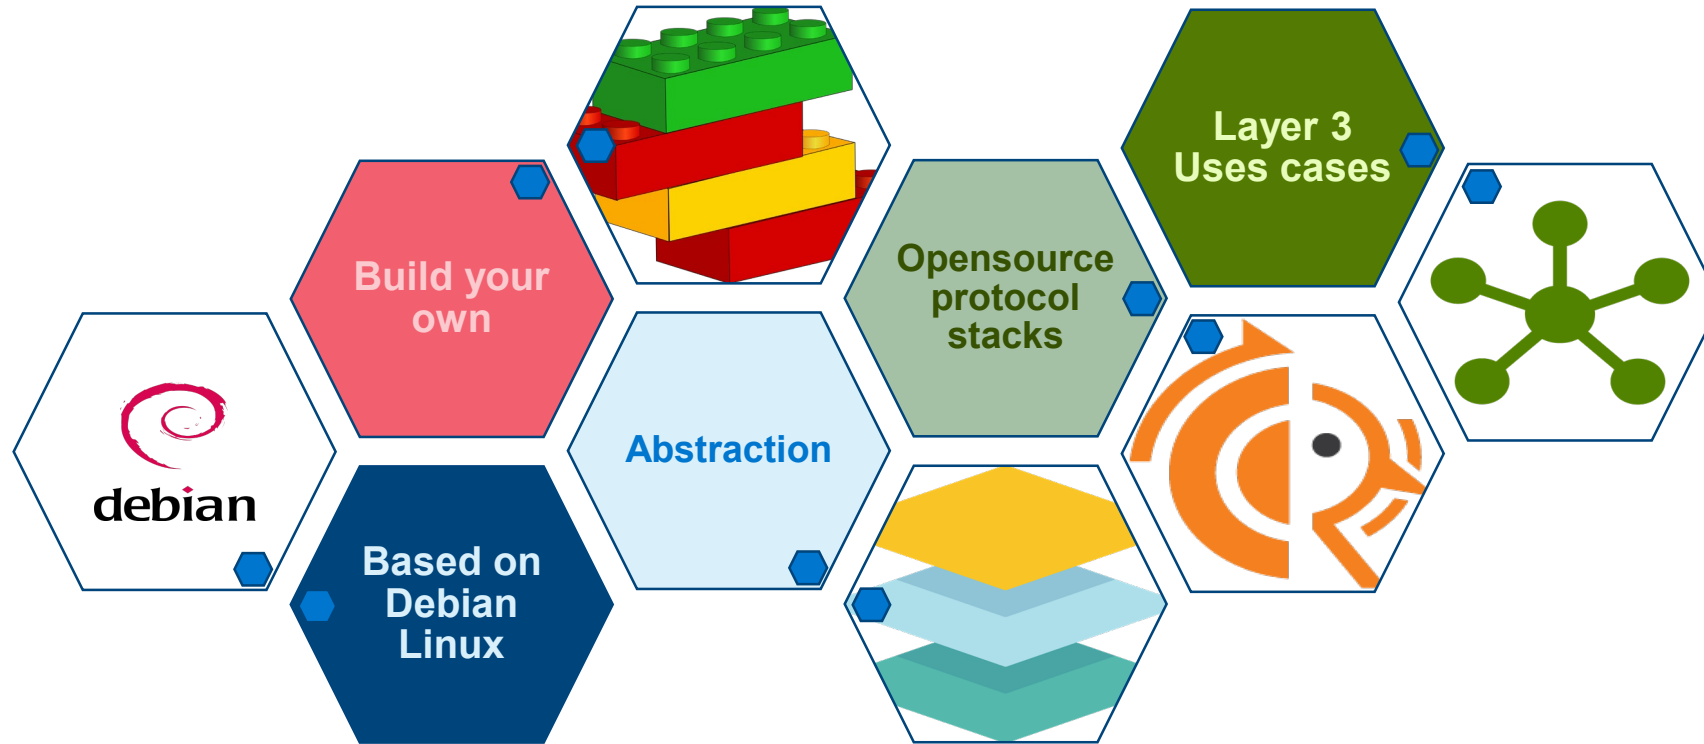 debian
Based on
Debian
Linux
Build your
own
Abstraction
Opensource
protocol
stacks
Layer 3
Uses cases